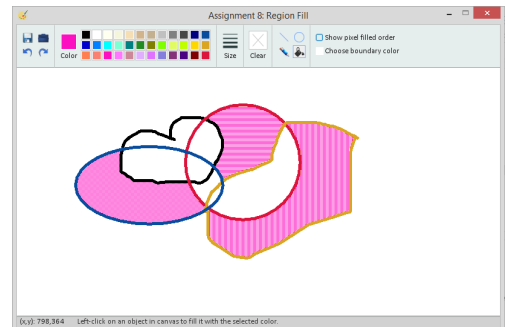 Assignment 8: Region Fill
Color
Size
Clear
Show pixel filled order
Choose boundary color
(x,y): 798,364 Left-click on an object in canvas to fill it with the selected color.